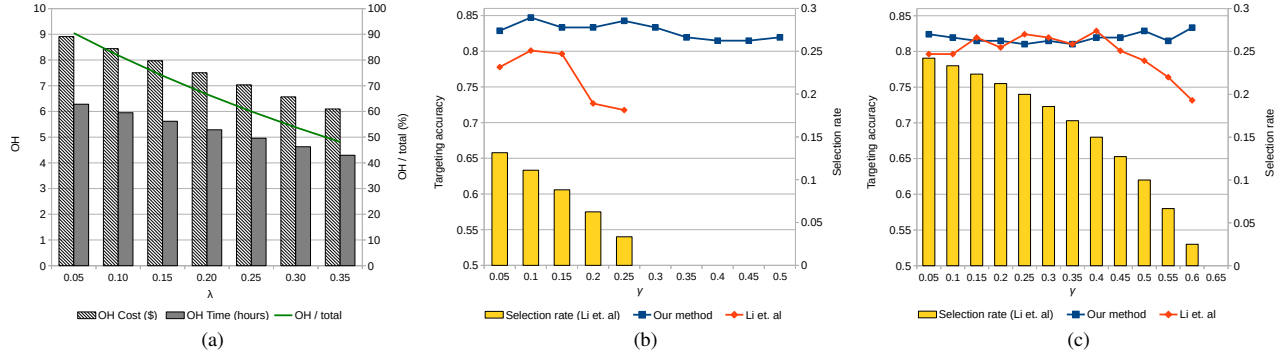 10
9
8
7
6
5
4
3
2
1
0
OH
100
90
80
70
60
50
40
30
20
10
0
OH / total (%)
0.05 0.10 0.15 0.20 0.25 0.30 0.35
λ
OH Cost ($) OH Time (hours) OH / total
(a)
0.85
0.8
0.75
0.7
0.65
0.6
0.55
0.5
Targeting accuracy
0.3
0.25
0.2
0.15
0.1
0.05
0
Selection rate
0.05 0.1 0.15 0.2 0.25 0.3 0.35 0.4 0.45 0.5
γ
Selection rate (Li et. al) Our method Li et. al
(b)
0.85
0.8
0.75
0.7
0.65
0.6
0.55
0.5
Targeting accuracy
0.3
0.25
0.2
0.15
0.1
0.05
0
Selection rate
0.05 0.1 0.15 0.2 0.25 0.3 0.35 0.4 0.45 0.5 0.55 0.6 0.65
γ
Selection rate (Li et. al) Our method Li et. al
(c)